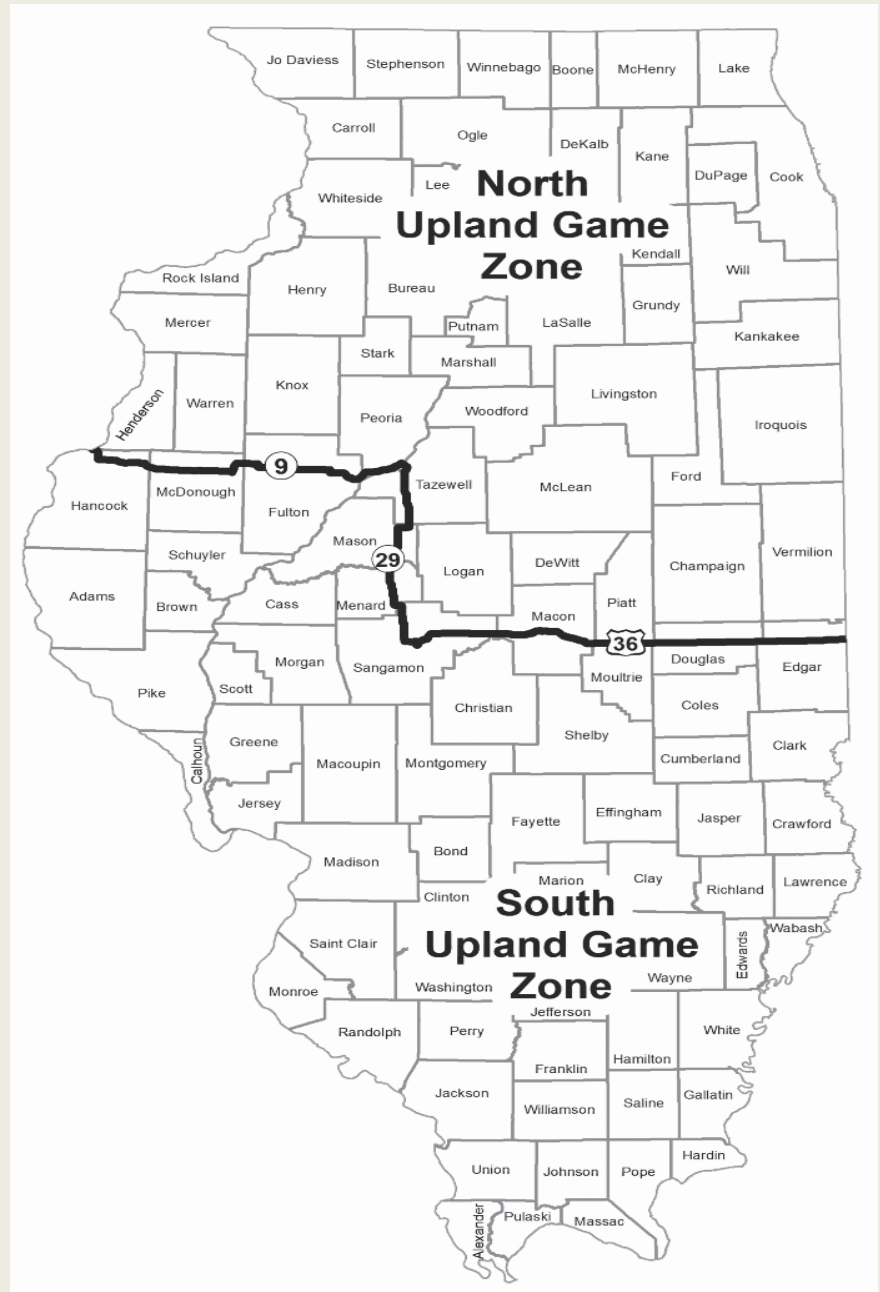 Jo Daviess
Stephenson
Winnebago
Boone
McHenry
Lake
Carroll
Ogle
DeKalb
Kane
DuPage
Cook
Lee
Whiteside
North
Upland Game
Zone
Kendall
Will
Rock Island
Henry
Bureau
Grundy
Mercer
Putnam
LaSalle
Kankakee
Stark
Marshall
Knox
Livingston
Henderson
Warren
Peoria
Woodford
Iroquois
9
Hancock
McDonough
Tazewell
McLean
Ford
Fulton
Mason
29
Schuyler
Logan
DeWitt
Champaign
Vermilion
Adams
Brown
Cass
Menard
Macon
Piatt
36
Morgan
Sangamon
Douglas
Edgar
Pike
Scott
Moultrie
Christian
Coles
Greene
Shelby
Calhoun
Macoupin
Montgomery
Cumberland
Clark
Jersey
Fayette
Effingham
Jasper
Crawford
Madison
Bond
Marion
Clay
Richland
Lawrence
Clinton
South
Upland Game
Zone
Saint Clair
Edwards
Wabash
Washington
Wayne
Monroe
Jefferson
Randolph
Perry
White
Hamilton
Franklin
Jackson
Williamson
Saline
Gallatin
Union
Johnson
Pope
Hardin
Alexander
Pulaski
Massac